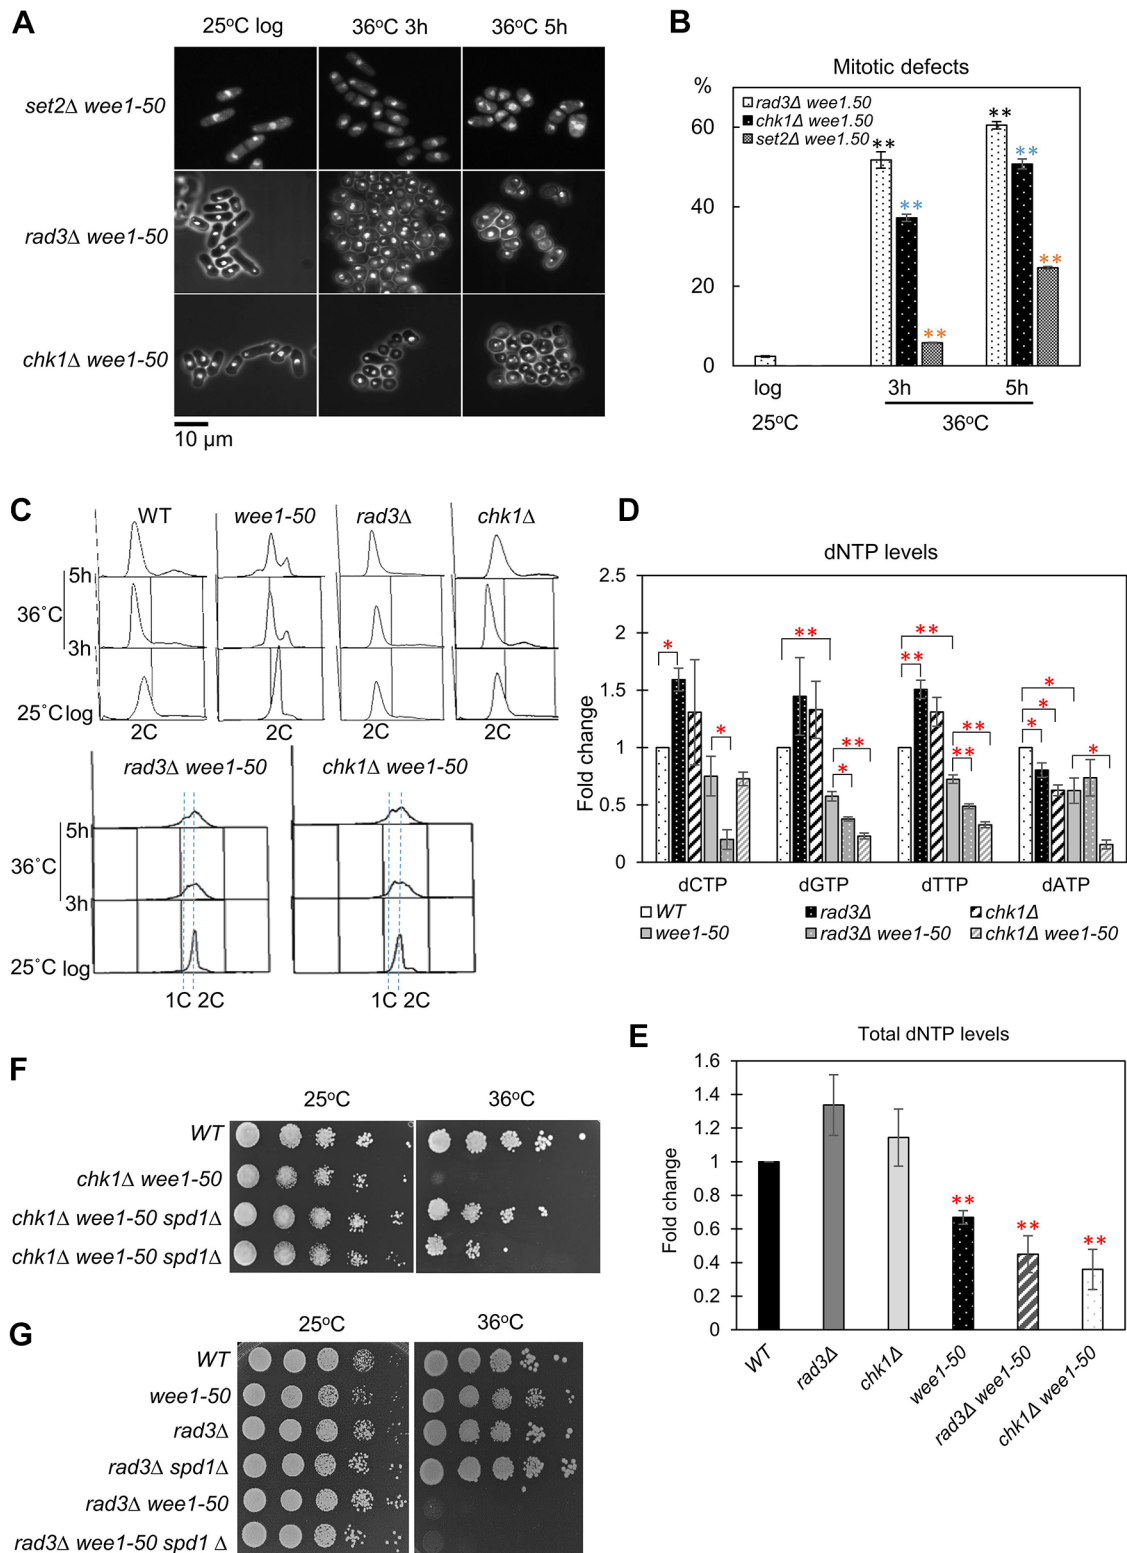 A
25°C log
36°C 3h
36°C 5h
set2Δ wee1-50
rad3Δ wee1-50
chk1Δ wee1-50
10 µm
B
Mitotic defects
%
rad3Δ wee1.50
chk1Δ wee1.50
set2Δ wee1.50
60
40
20
0
** ** ** ** ** **
log
3h
5h
25°C
36°C
C
WT
wee1-50
rad3Δ
chk1Δ
5h
36˚C
3h
25˚C log
2C
2C
2C
2C
rad3Δ wee1-50
chk1Δ wee1-50
5h
36˚C
3h
25˚C log
1C 2C
1C 2C
D
dNTP levels
Fold change
2.5
2
1.5
1
0.5
0
* * ** * ** ** ** ** ** * * * *
dCTP
dGTP
dTTP
dATP
WT
rad3Δ
chk1Δ
wee1-50
rad3Δ wee1-50
chk1Δ wee1-50
E
Total dNTP levels
Fold change
1.6
1.4
1.2
1
0.8
0.6
0.4
0.2
0
** ** **
WT
rad3Δ
chk1Δ
wee1-50
rad3Δ wee1-50
chk1Δ wee1-50
F
25°C
36°C
WT
chk1Δ wee1-50
chk1Δ wee1-50 spd1Δ
chk1Δ wee1-50 spd1Δ
G
25°C
36°C
WT
wee1-50
rad3Δ
rad3Δ spd1Δ
rad3Δ wee1-50
rad3Δ wee1-50 spd1 Δ